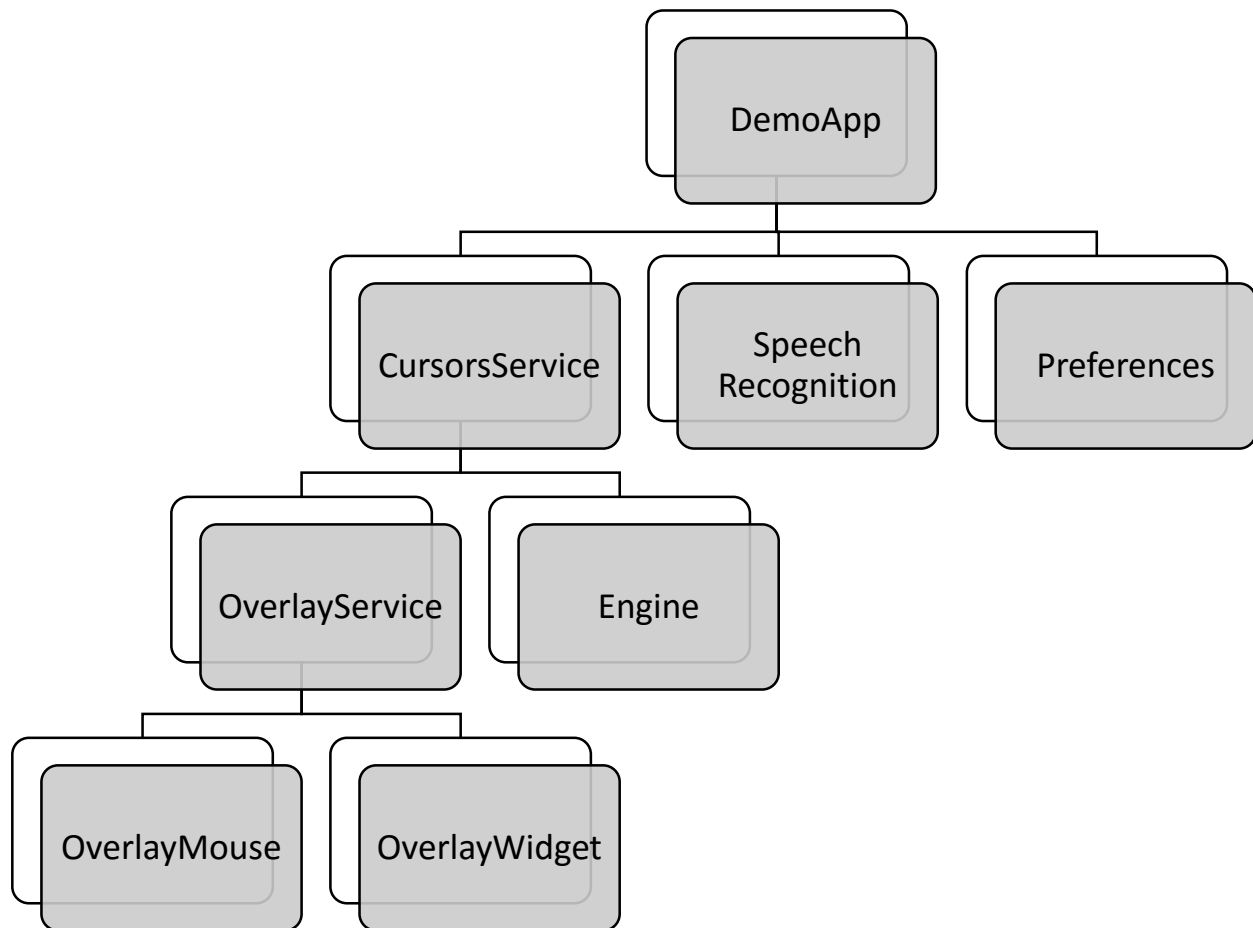 DemoApp
CursorsService
Speech
Recognition
Preferences
OverlayService
Engine
OverlayMouse
OverlayWidget